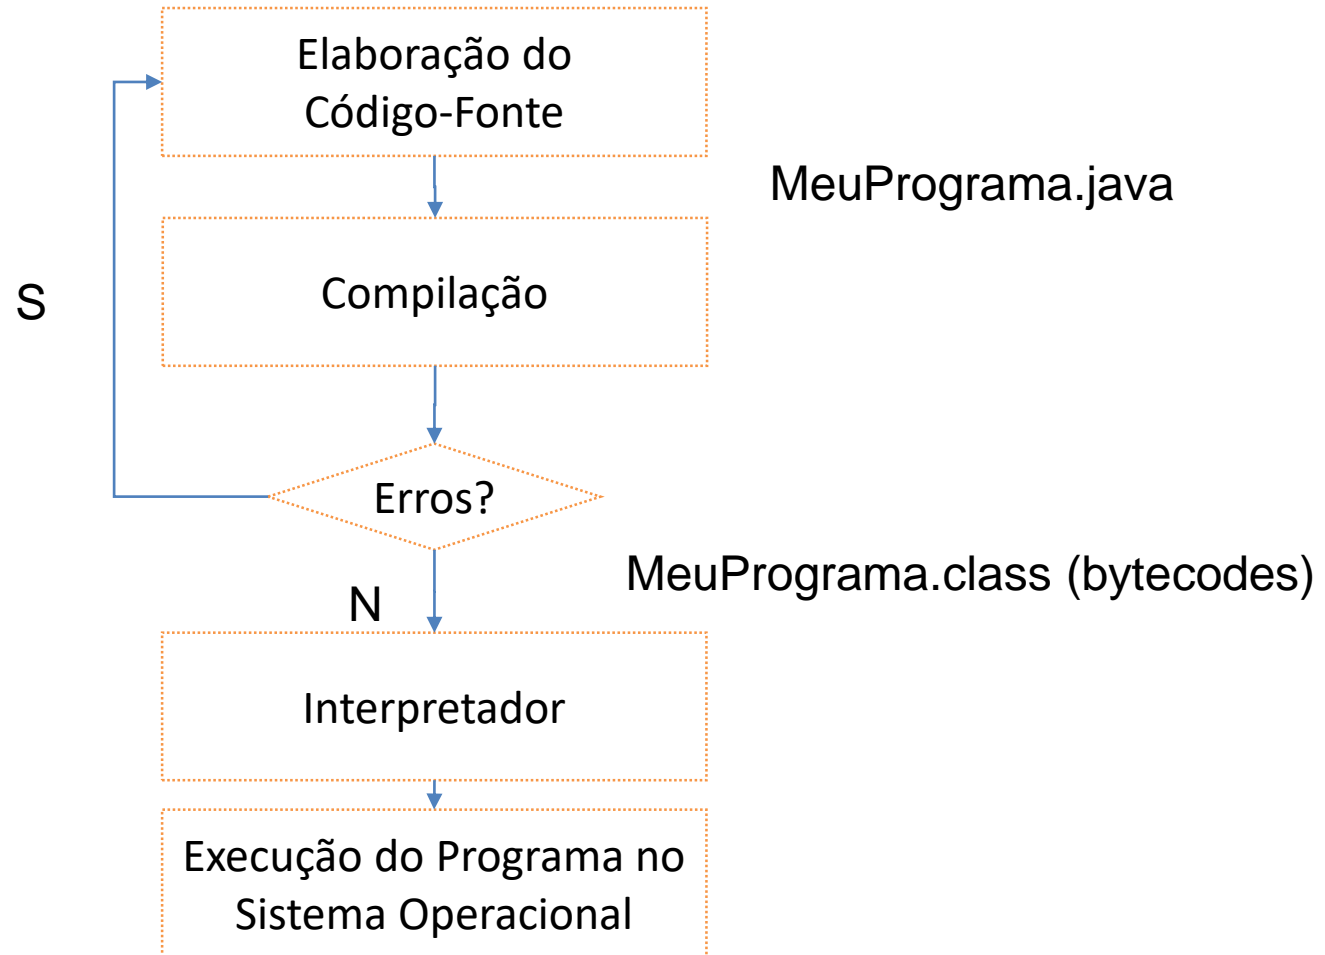 Elaboração do
Código-Fonte
MeuPrograma.java
S
Compilação
Erros?
MeuPrograma.class (bytecodes)
N
Interpretador
Execução do Programa no
Sistema Operacional